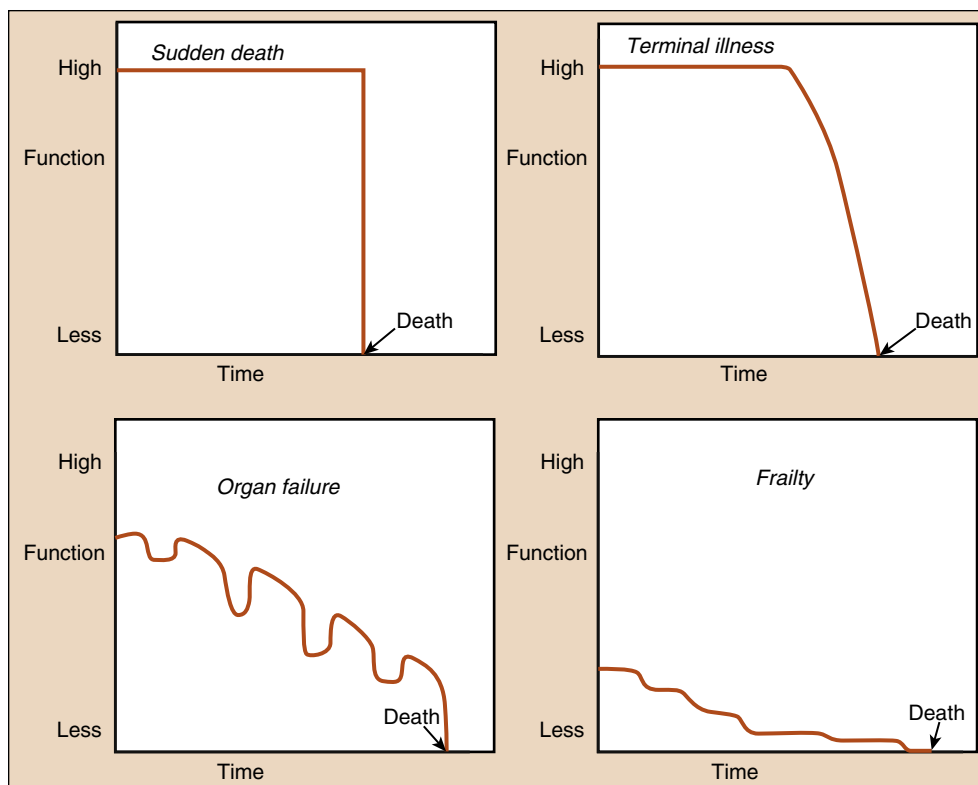 Sudden death
High
Function
Less
Death
Time
Terminal illness
High
Function
Less
Death
Time
Organ failure
High
Function
Less
Death
Time
Frailty
High
Function
Less
Death
Time